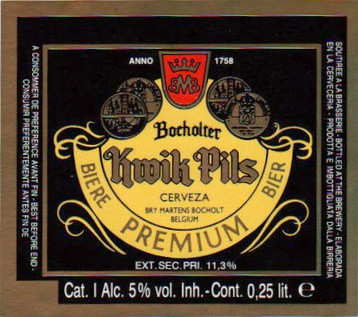 ANNO 1758
Bocholter
Kwik Pils
BIERE PREMIUM BIER
CERVEZA
BRY MARTENS BOCHOLT
BELGIUM
EXT. SEC. PRI. 11,3%
Cat. I Alc. 5% vol. Inh.-Cont. 0,25 lit. e
A CONSOMMER DE PREFERENCE AVANT FIN - BEST BEFORE END -
CONSUMIR PREFERENTEMENTE ANTES FIN DE
SOUTIREE A LA BRASSERIE - BOTTLED AT THE BREWERY - ELABORADA
EN LA CERVECERIA - PRODOTTA E IMBOTTIGLIATA DALLA BIRRERIA